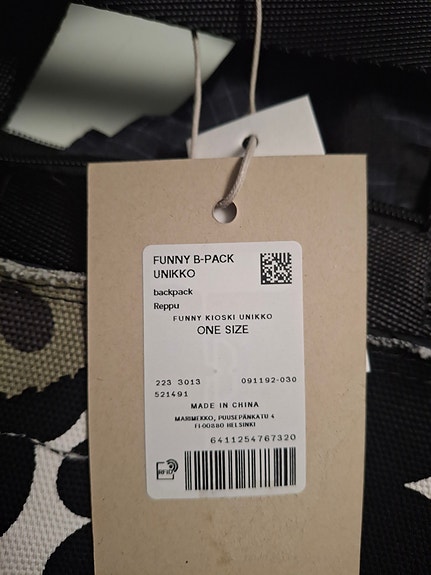 FUNNY B-PACK
UNIKKO
backpack
Reppu
FUNNY KIOSKI UNIKKO
ONE SIZE
223 3013 091192-030
521491
MADE IN CHINA
MARIMEKKO, PUUSEPÄNKATU 4
FI-00880 HELSINKI
6411254767320
RFID